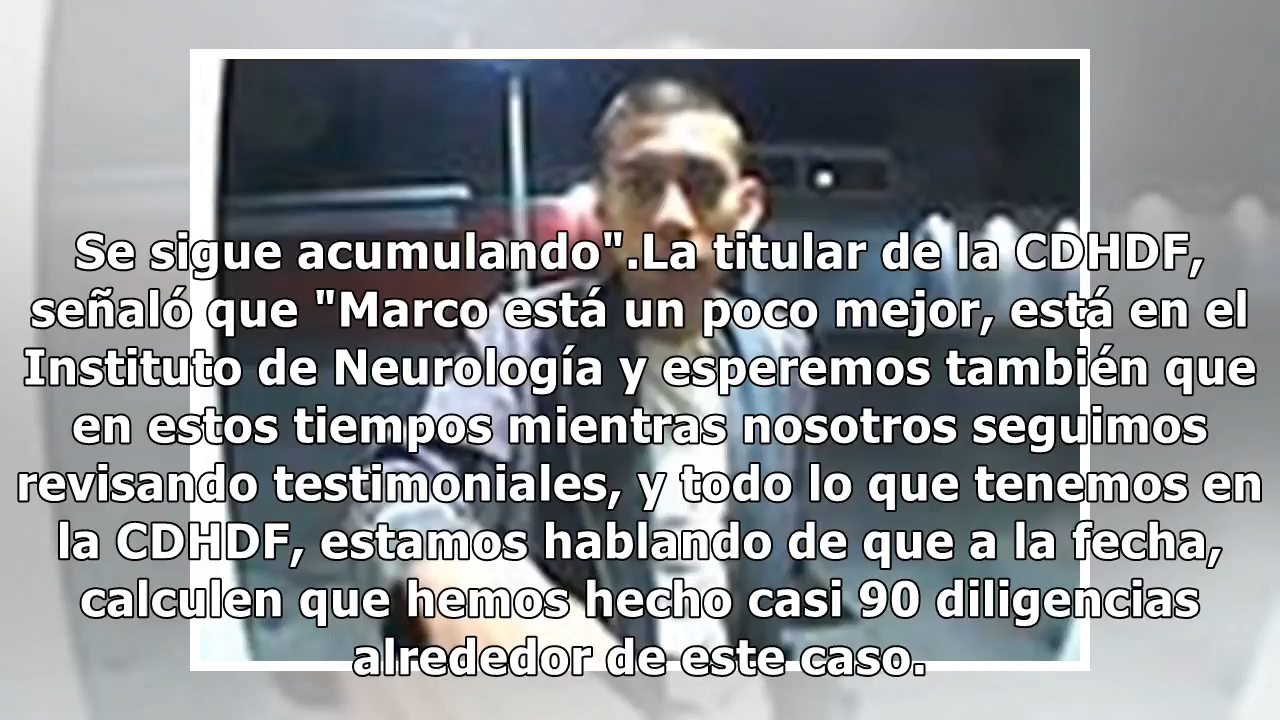 Se sigue acumulando".La titular de la CDHDF,
señaló que "Marco está un poco mejor, está en el
Instituto de Neurología y esperemos también que
en estos tiempos mientras nosotros seguimos
revisando testimoniales, y todo lo que tenemos en
la CDHDF, estamos hablando de que a la fecha,
calculen que hemos hecho casi 90 diligencias
alrededor de este caso.